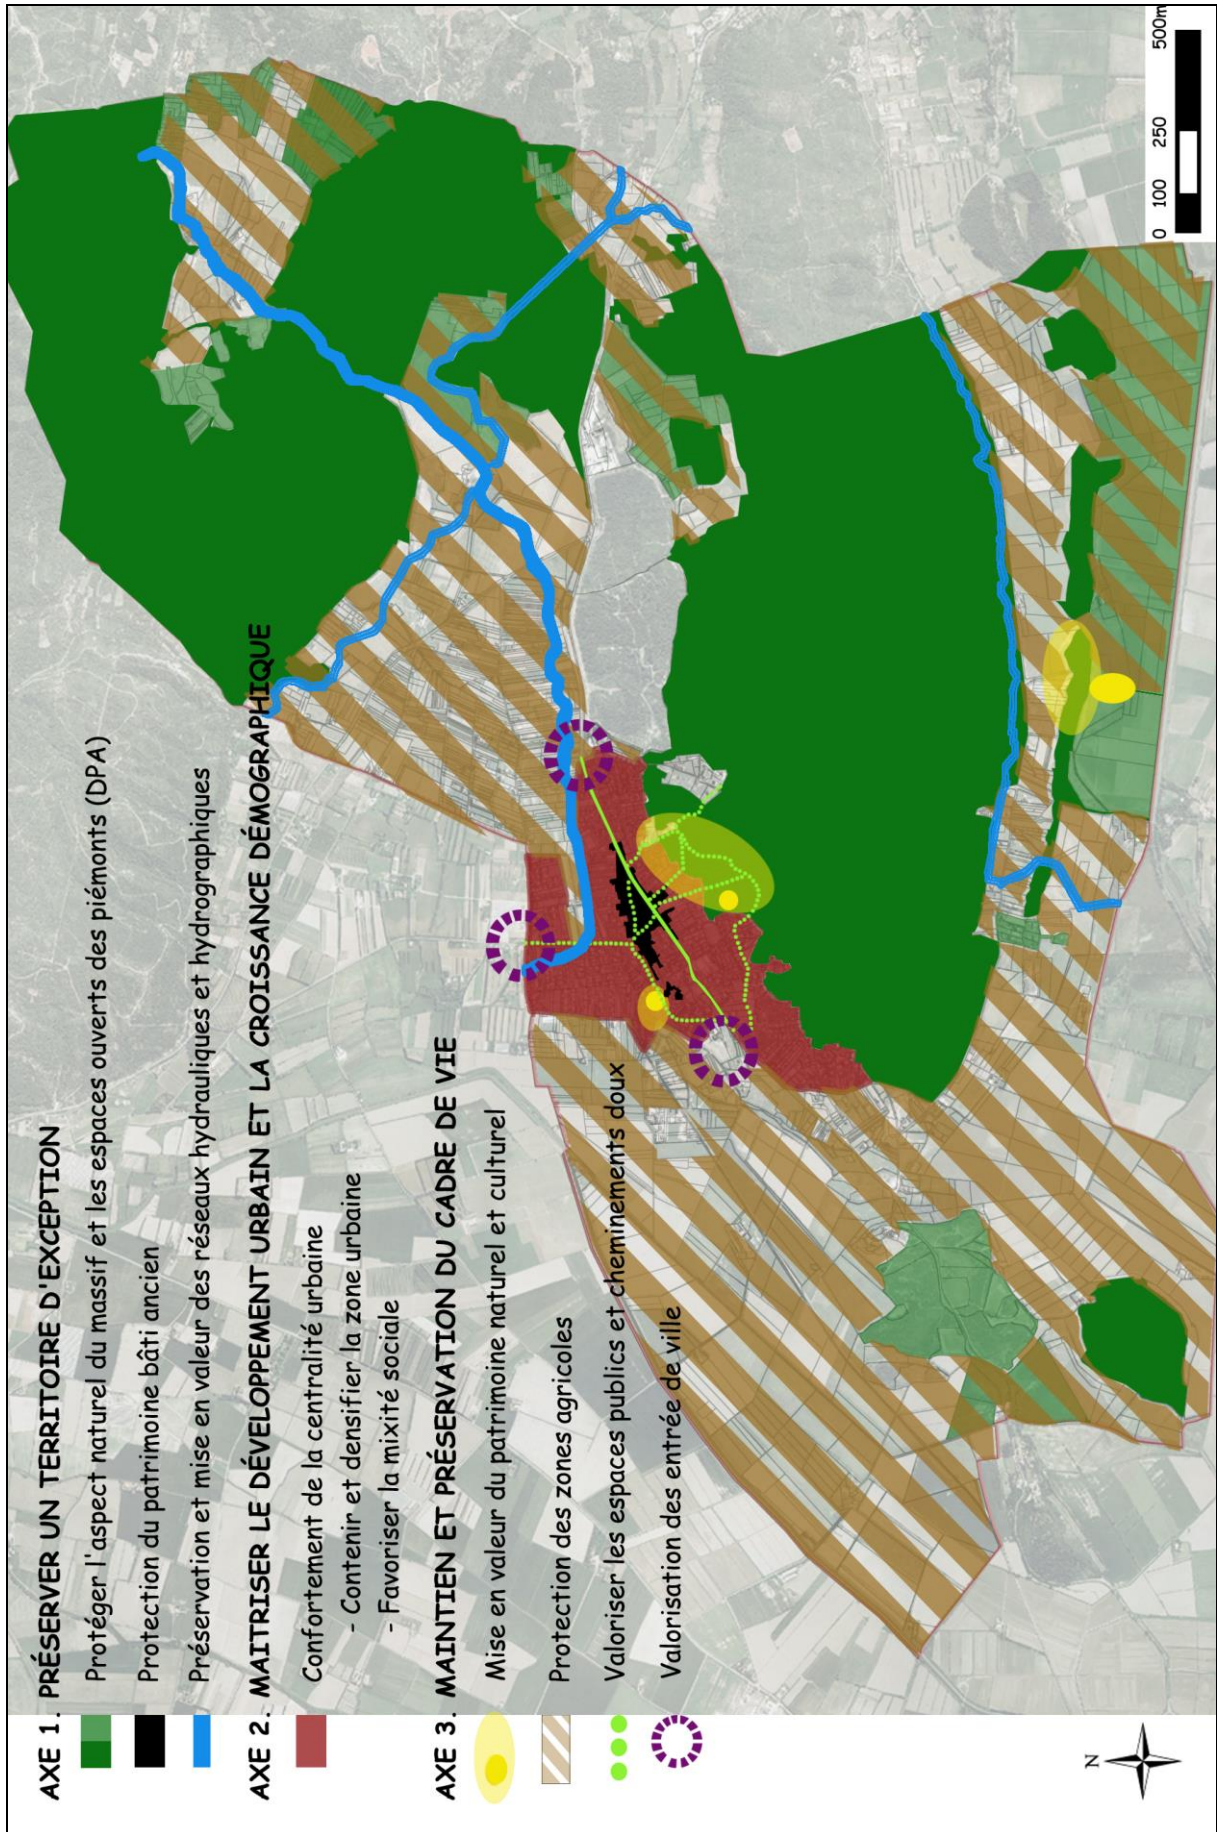 AXE 1. PRÉSERVER UN TERRITOIRE D'EXCEPTION
Protéger l'aspect naturel du massif et les espaces ouverts des piémonts (DPA)
Protection du patrimoine bâti ancien
Préservation et mise en valeur des réseaux hydrauliques et hydrographiques
AXE 2. MAITRISER LE DÉVELOPPEMENT URBAIN ET LA CROISSANCE DÉMOGRAPHIQUE
Confortement de la centralité urbaine
- Contenir et densifier la zone urbaine
- Favoriser la mixité sociale
AXE 3. MAINTIEN ET PRÉSERVATION DU CADRE DE VIE
Mise en valeur du patrimoine naturel et culturel
Protection des zones agricoles
Valoriser les espaces publics et cheminements doux
Valorisation des entrée de ville
N
0 100 250 500m